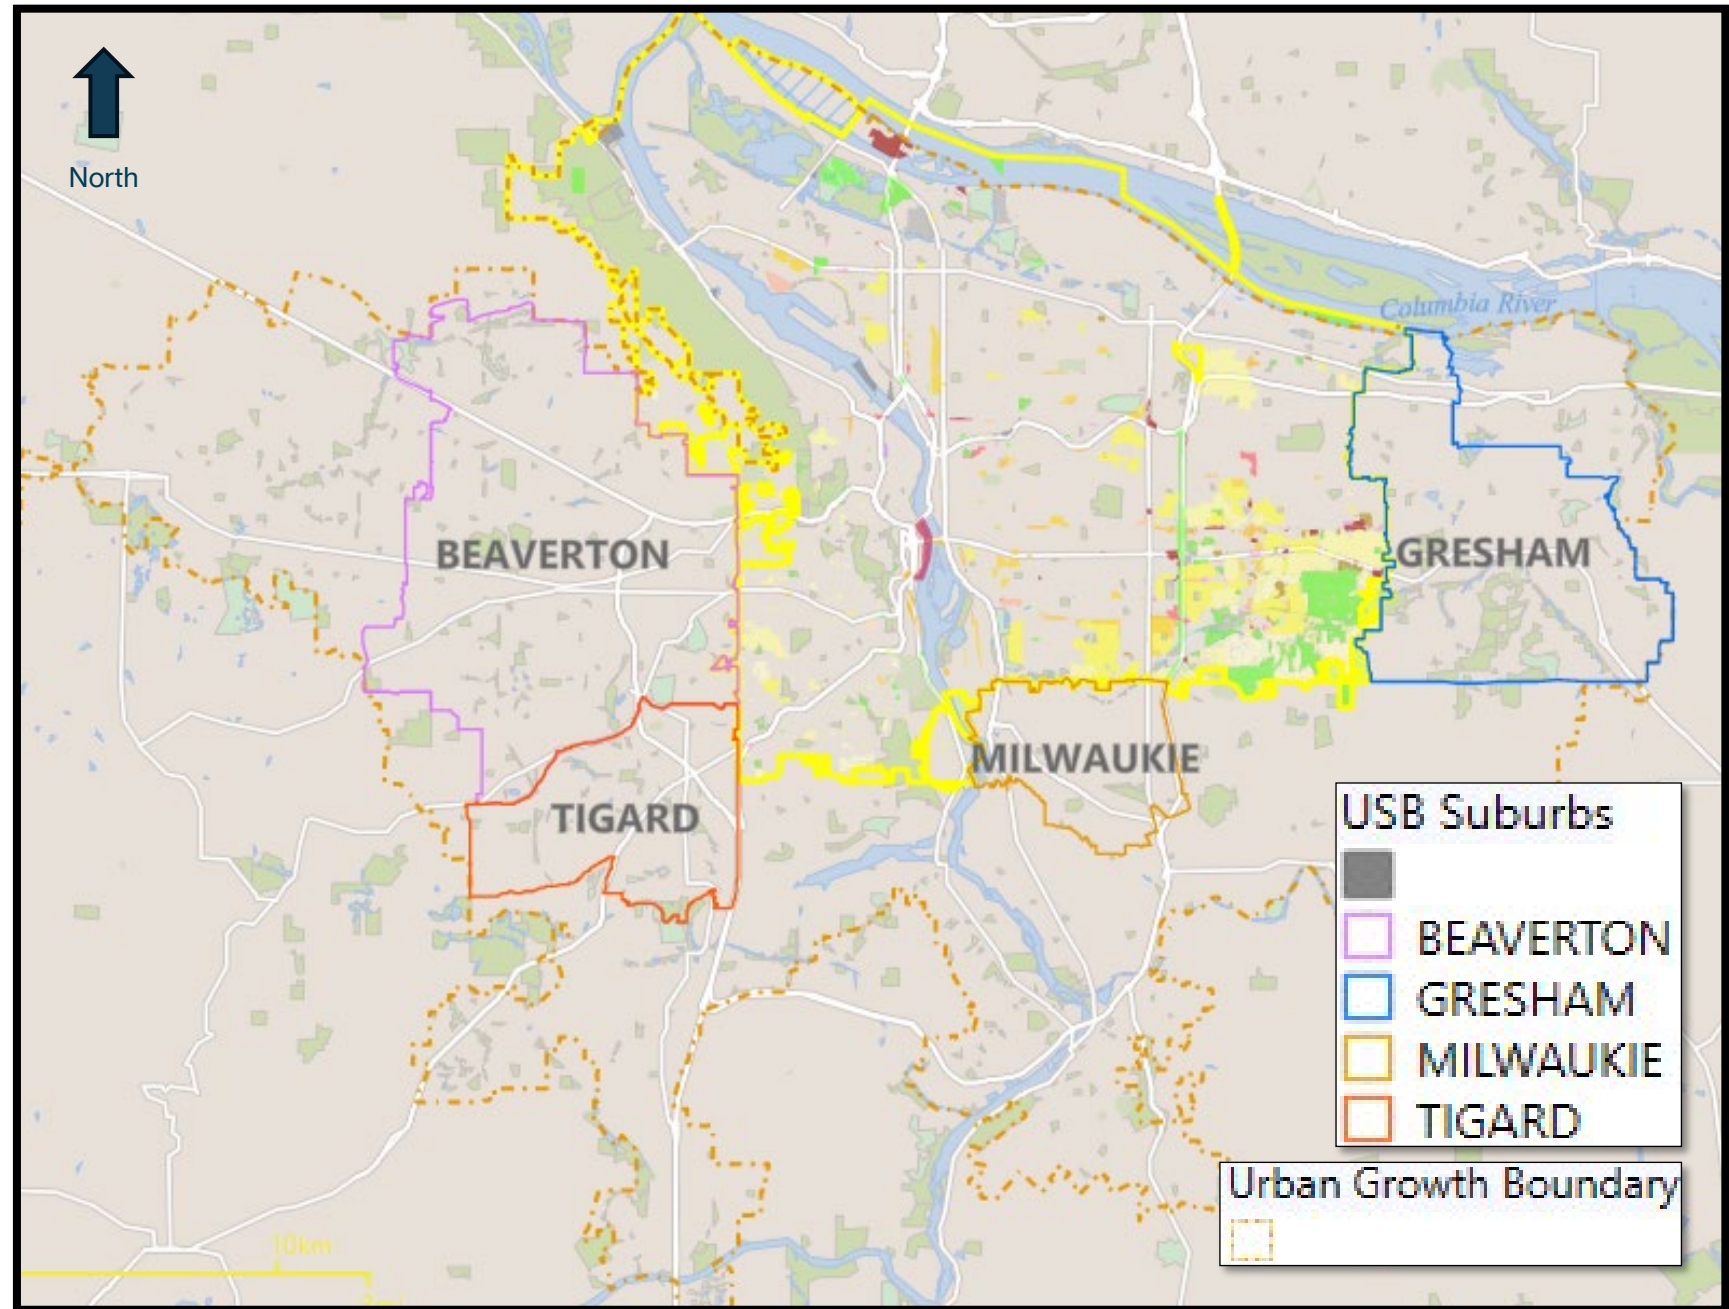 North
Columbia River
BEAVERTON
GRESHAM
MILWAUKIE
TIGARD
USB Suburbs
BEAVERTON
GRESHAM
MILWAUKIE
TIGARD
Urban Growth Boundary
10km